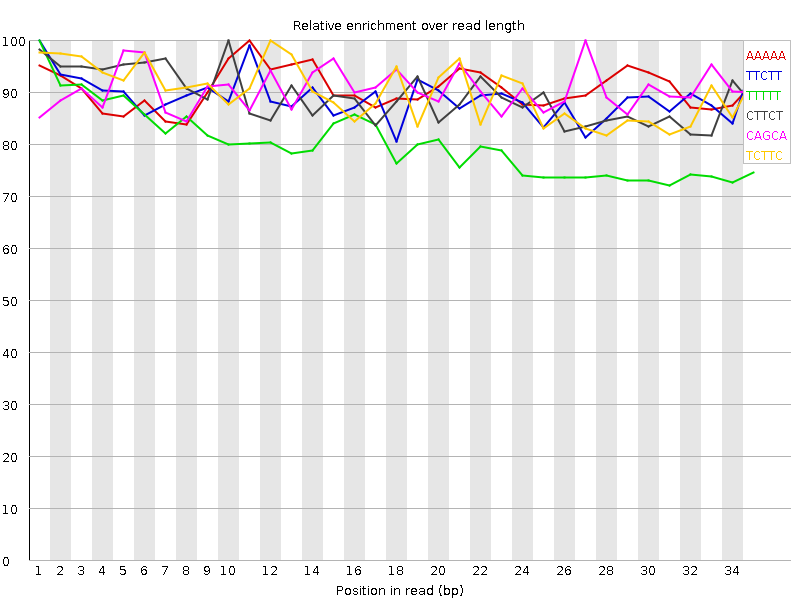 Relative enrichment over read length
100
90
80
70
60
50
40
30
20
10
0
AAAAA
TTCTT
TTTTT
CTTCT
CAGCA
TCTTC
1 2 3 4 5 6 7 8 9 10 12 14 16 18 20 22 24 26 28 30 32 34
Position in read (bp)